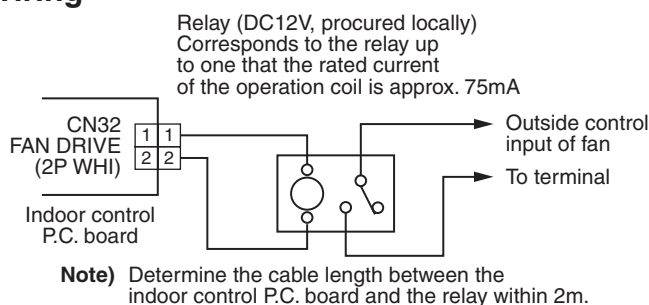 Relay (DC12V, procured locally)
Corresponds to the relay up
to one that the rated current
of the operation coil is approx. 75mA
CN32
FAN DRIVE
(2P WHI)
1 1
2 2
Outside control
input of fan
To terminal
Indoor control
P.C. board
Note) Determine the cable length between the
indoor control P.C. board and the relay within 2m.